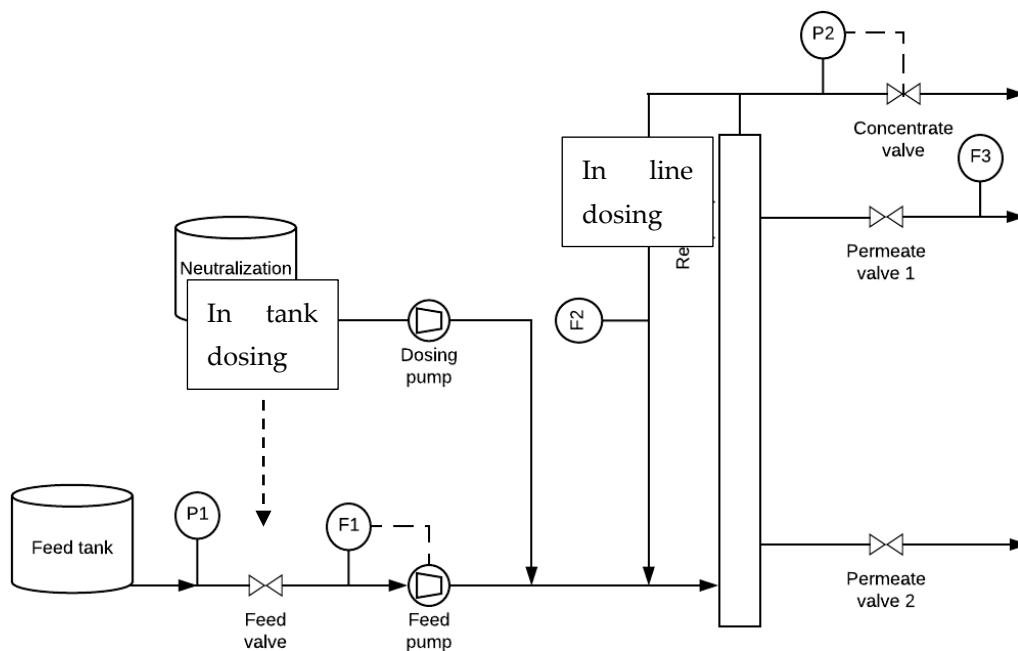 P2
Concentrate
valve
F3
In line
dosing
Re
Permeate
valve 1
Neutralization
In tank
dosing
Dosing
pump
F2
P1
F1
Feed tank
Feed
valve
Feed
pump
Permeate
valve 2